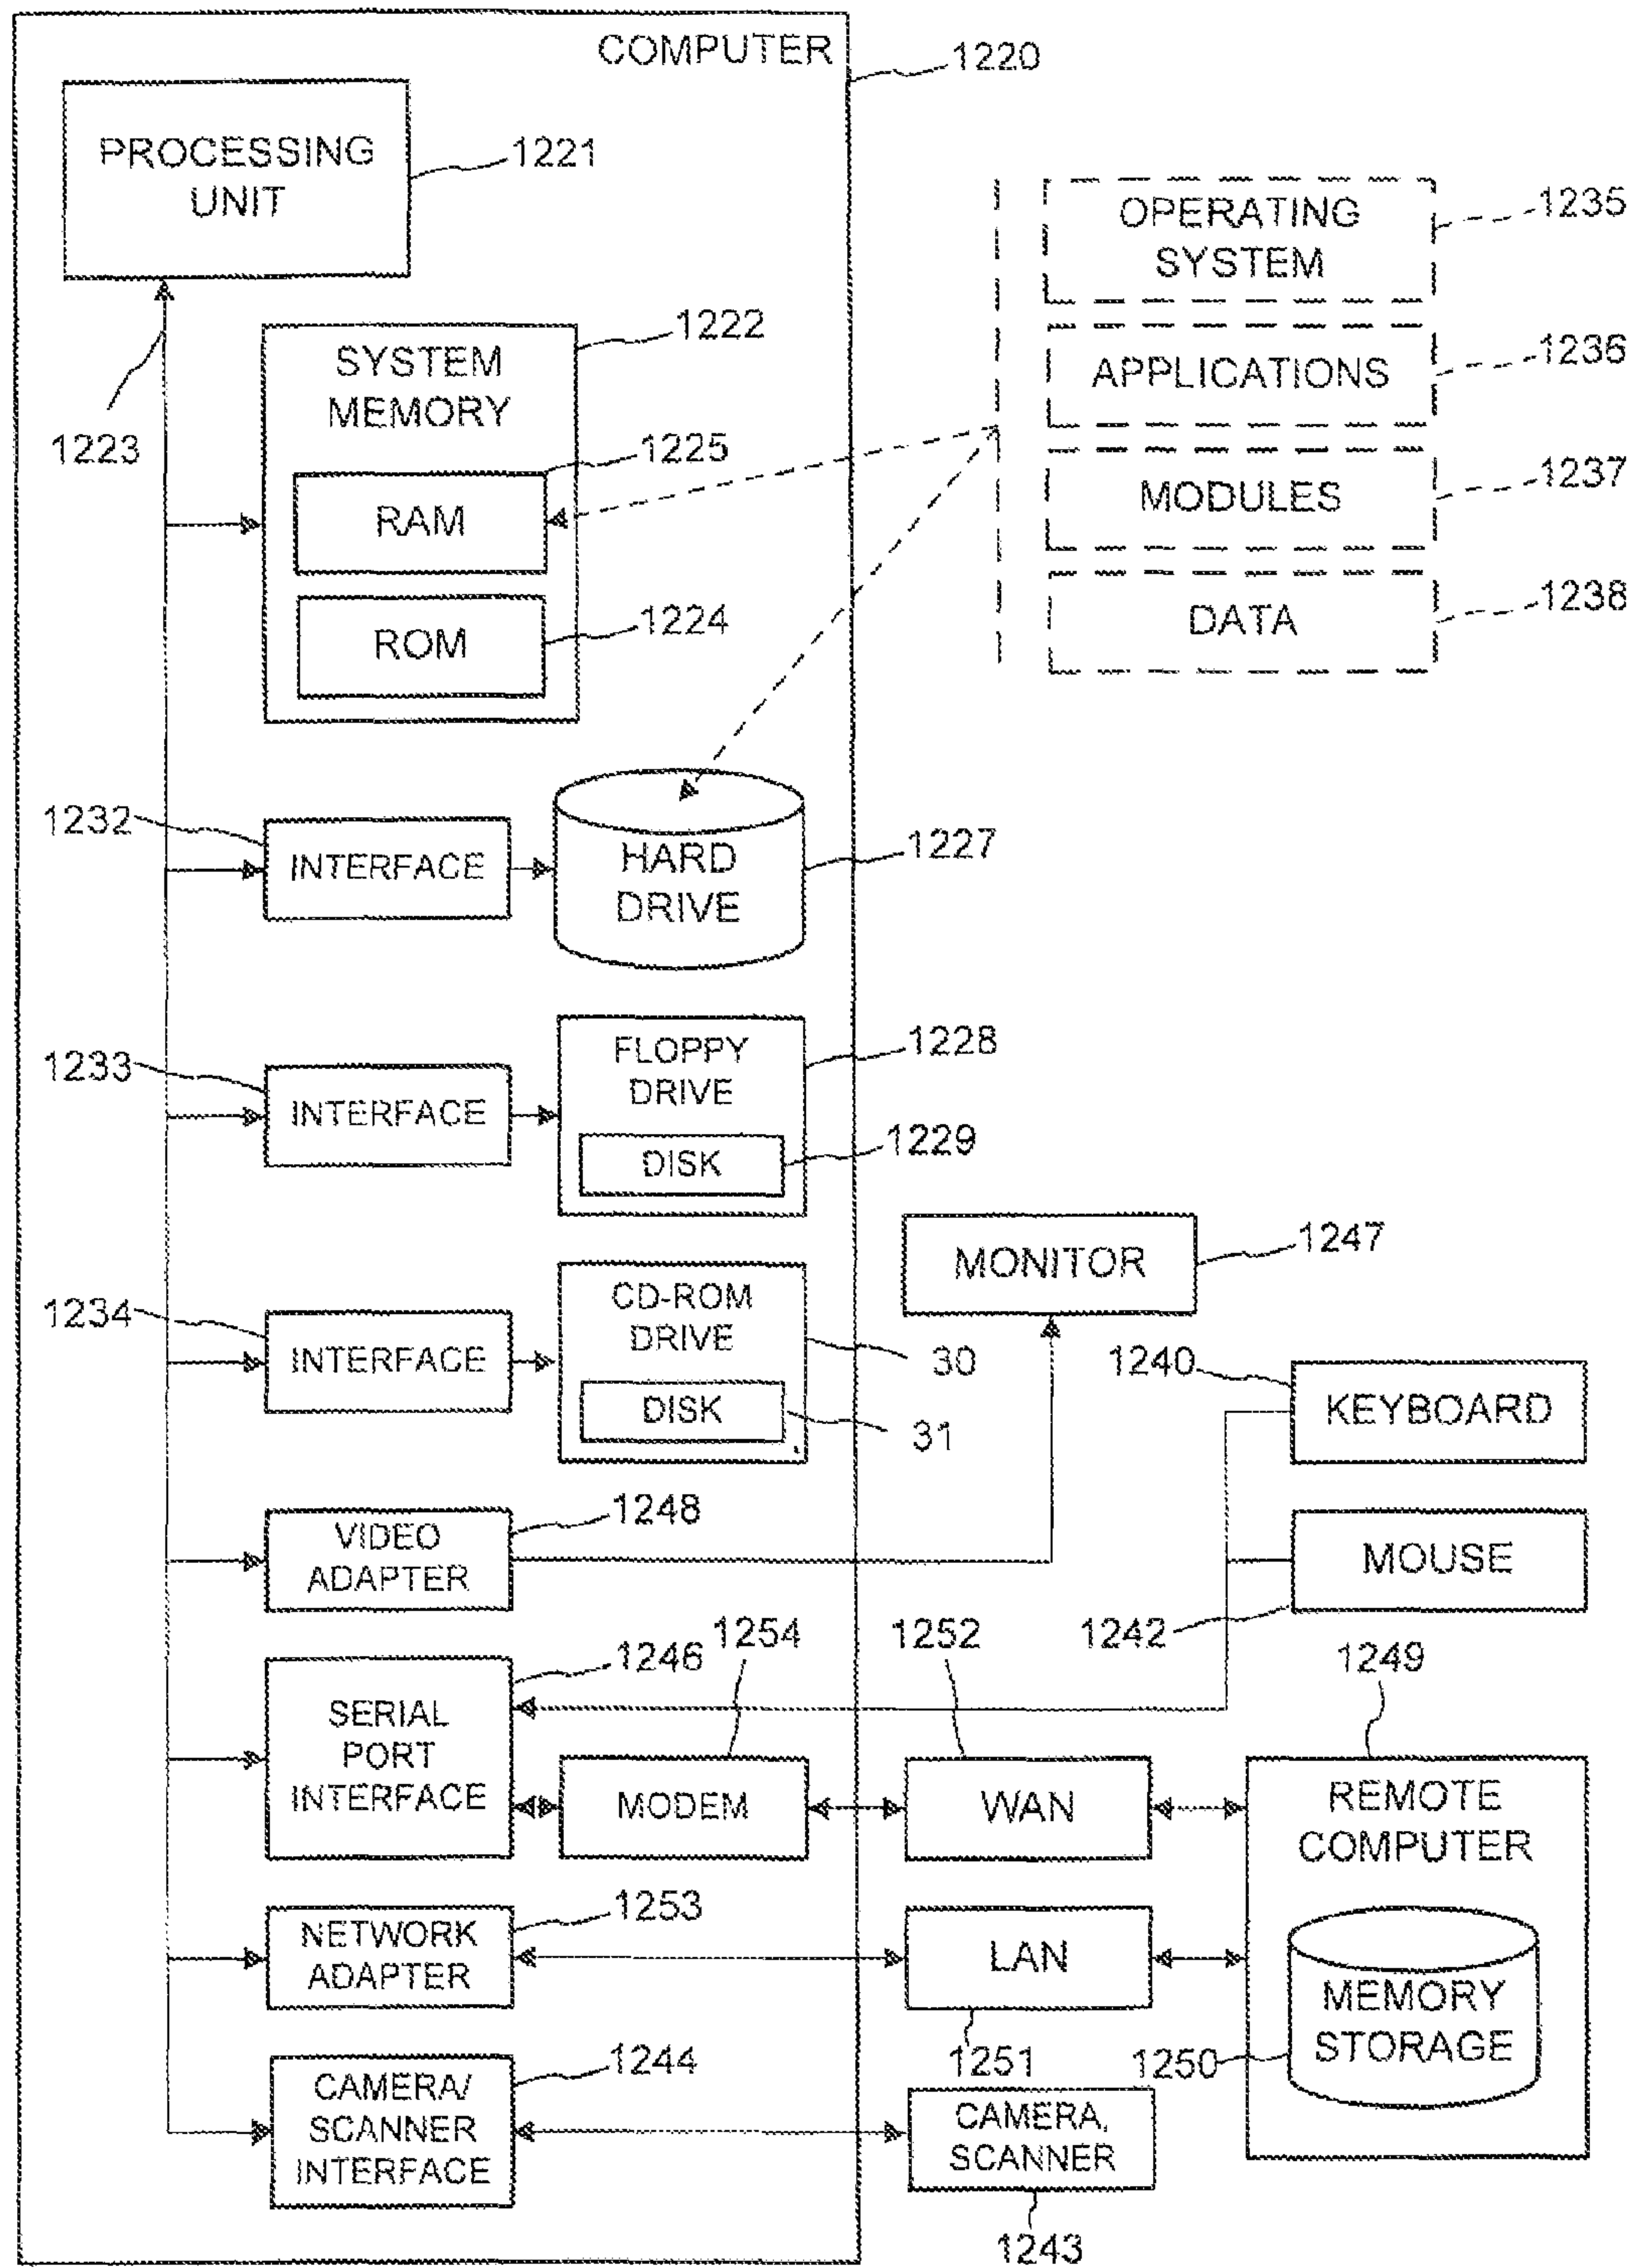 COMPUTER
1220
PROCESSING
UNIT
1221
1223
SYSTEM
MEMORY
1222
RAM
1225
ROM
1224
OPERATING
SYSTEM
1235
APPLICATIONS
1236
MODULES
1237
DATA
1238
1232
INTERFACE
HARD
DRIVE
1227
1233
INTERFACE
FLOPPY
DRIVE
1228
DISK
1229
1234
INTERFACE
CD-ROM
DRIVE
30
DISK
31
MONITOR
1247
1240
KEYBOARD
MOUSE
1242
VIDEO
ADAPTER
1248
SERIAL
PORT
INTERFACE
1246
MODEM
1254
WAN
1252
1249
REMOTE
COMPUTER
MEMORY
STORAGE
1250
NETWORK
ADAPTER
1253
LAN
1251
CAMERA/
SCANNER
INTERFACE
1244
CAMERA,
SCANNER
1243